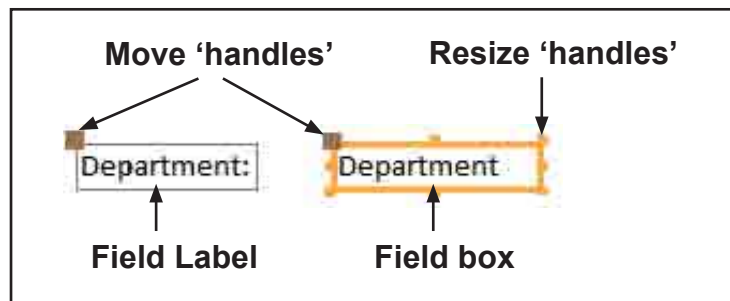 Move ‘handles’ Resize ‘handles’
Department: Department
Field Label Field box